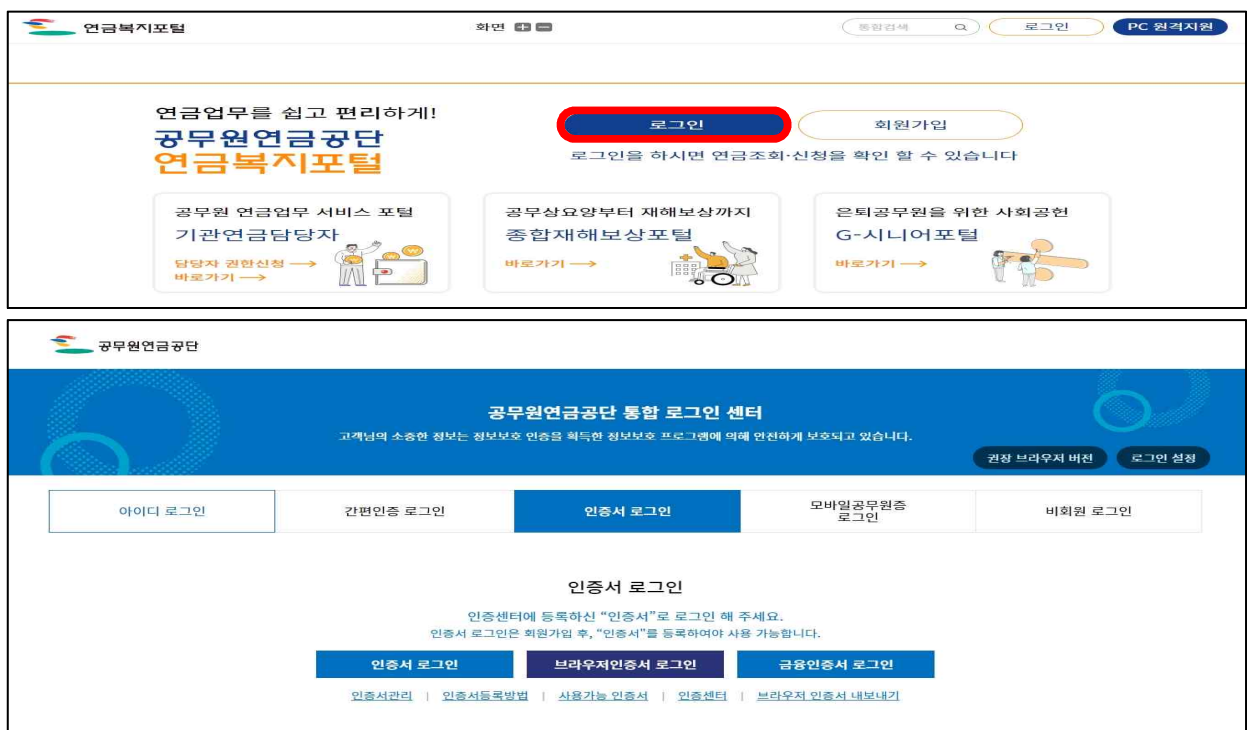 연금복지포털
화면
통합검색
로그인
PC 원격지원
연금업무를 쉽고 편리하게!
공무원연금공단
연금복지포털
로그인
회원가입
로그인을 하시면 연금조회·신청을 확인 할 수 있습니다
공무원 연금업무 서비스 포털
기관연금담당자
담당자 권한신청 →
바로가기 →
공무상요양부터 재해보상까지
종합재해보상포털
바로가기 →
은퇴공무원을 위한 사회공헌
G-시니어포털
바로가기 →
공무원연금공단
공무원연금공단 통합 로그인 센터
고객님의 소중한 정보는 정보보호 인증을 획득한 정보보호 프로그램에 의해 안전하게 보호되고 있습니다.
권장 브라우저 버전
로그인 설정
아이디 로그인
간편인증 로그인
인증서 로그인
모바일공무원증
로그인
비회원 로그인
인증서 로그인
인증센터에 등록하신 “인증서”로 로그인 해 주세요.
인증서 로그인은 회원가입 후, “인증서”를 등록하여야 사용 가능합니다.
인증서 로그인
브라우저인증서 로그인
금융인증서 로그인
인증서관리 | 인증서등록방법 | 사용가능 인증서 | 인증센터 | 브라우저 인증서 내보내기